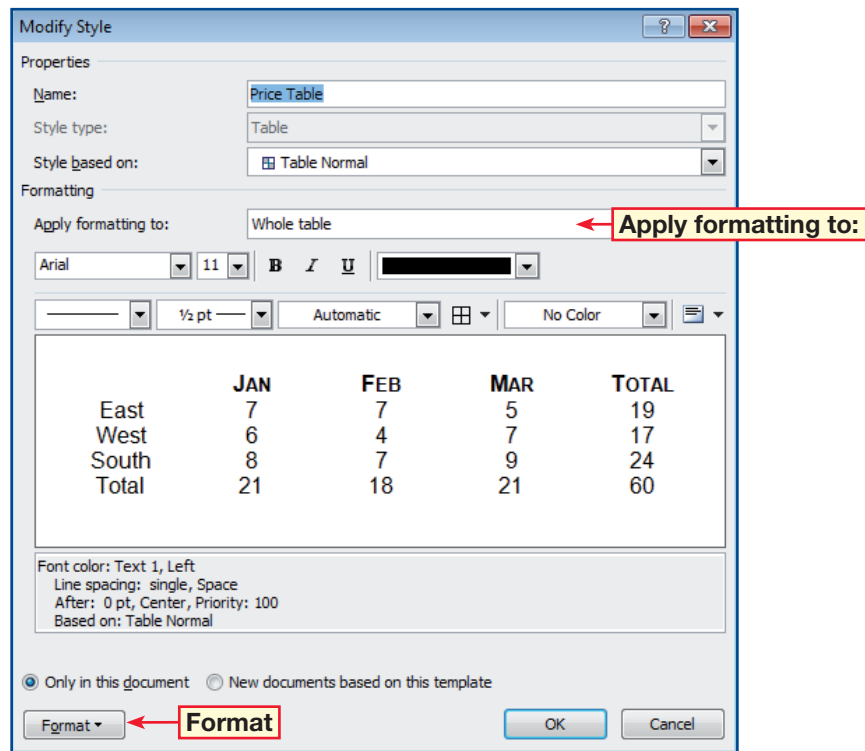 Modify Style
Properties
Name: Price Table
Style type: Table
Style based on: Table Normal
Formatting
Apply formatting to: Whole table Apply formatting to:
Arial 11 B I U
½ pt Automatic No Color
JAN FEB MAR TOTAL
East 7 7 5 19
West 6 4 7 17
South 8 7 9 24
Total 21 18 21 60
Font color: Text 1, Left
Line spacing: single, Space
After: 0 pt, Center, Priority: 100
Based on: Table Normal
Only in this document New documents based on this template
Format Format OK Cancel